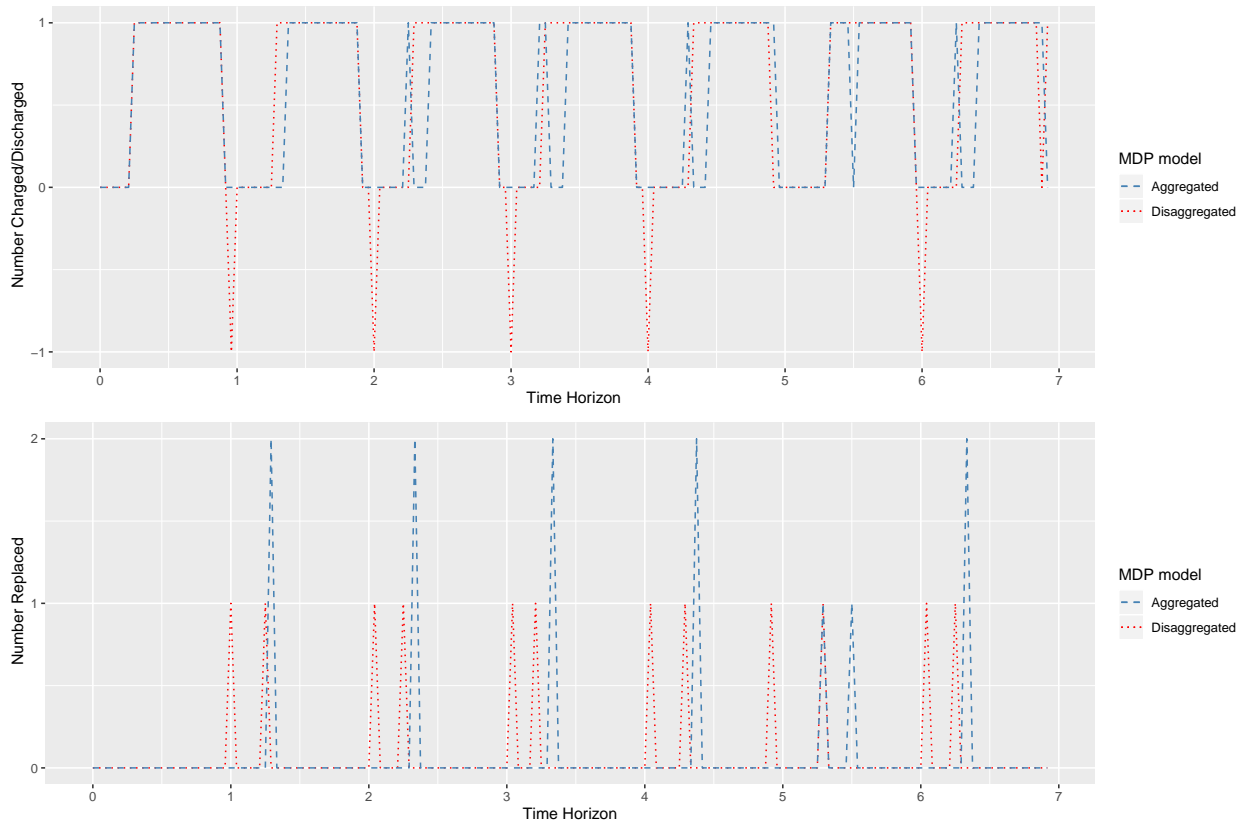 1
0
−1
Number Charged/Discharged
0 1 2 3 4 5 6 7
Time Horizon
MDP model
Aggregated
Disaggregated
2
1
0
Number Replaced
0 1 2 3 4 5 6 7
Time Horizon
MDP model
Aggregated
Disaggregated